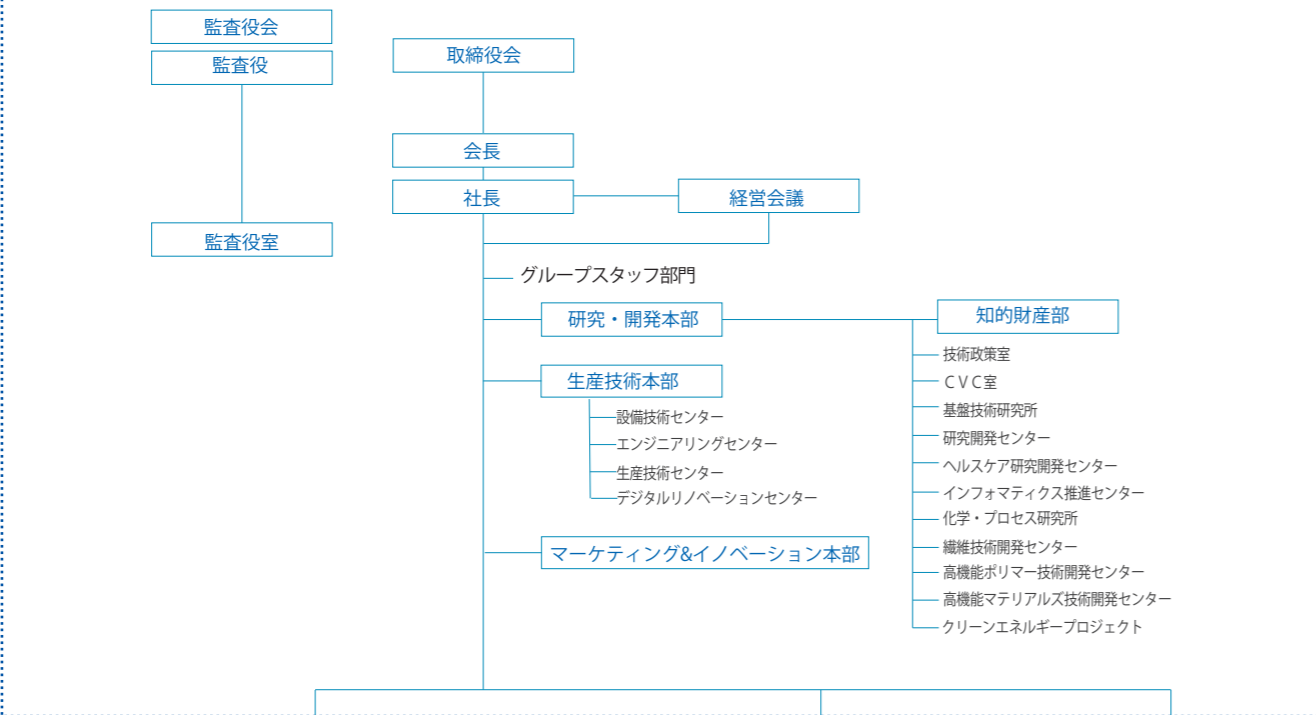 監査役会
監査役
監査役室
取締役会
会長
社長
経営会議
グループスタッフ部門
研究・開発本部
知的財産部
技術政策室
ＣＶＣ室
基盤技術研究所
研究開発センター
ヘルスケア研究開発センター
インフォマティクス推進センター
化学・プロセス研究所
繊維技術開発センター
高機能ポリマー技術開発センター
高機能マテリアルズ技術開発センター
クリーンエネルギープロジェクト
生産技術本部
設備技術センター
エンジニアリングセンター
生産技術センター
デジタルリノベーションセンター
マーケティング&イノベーション本部